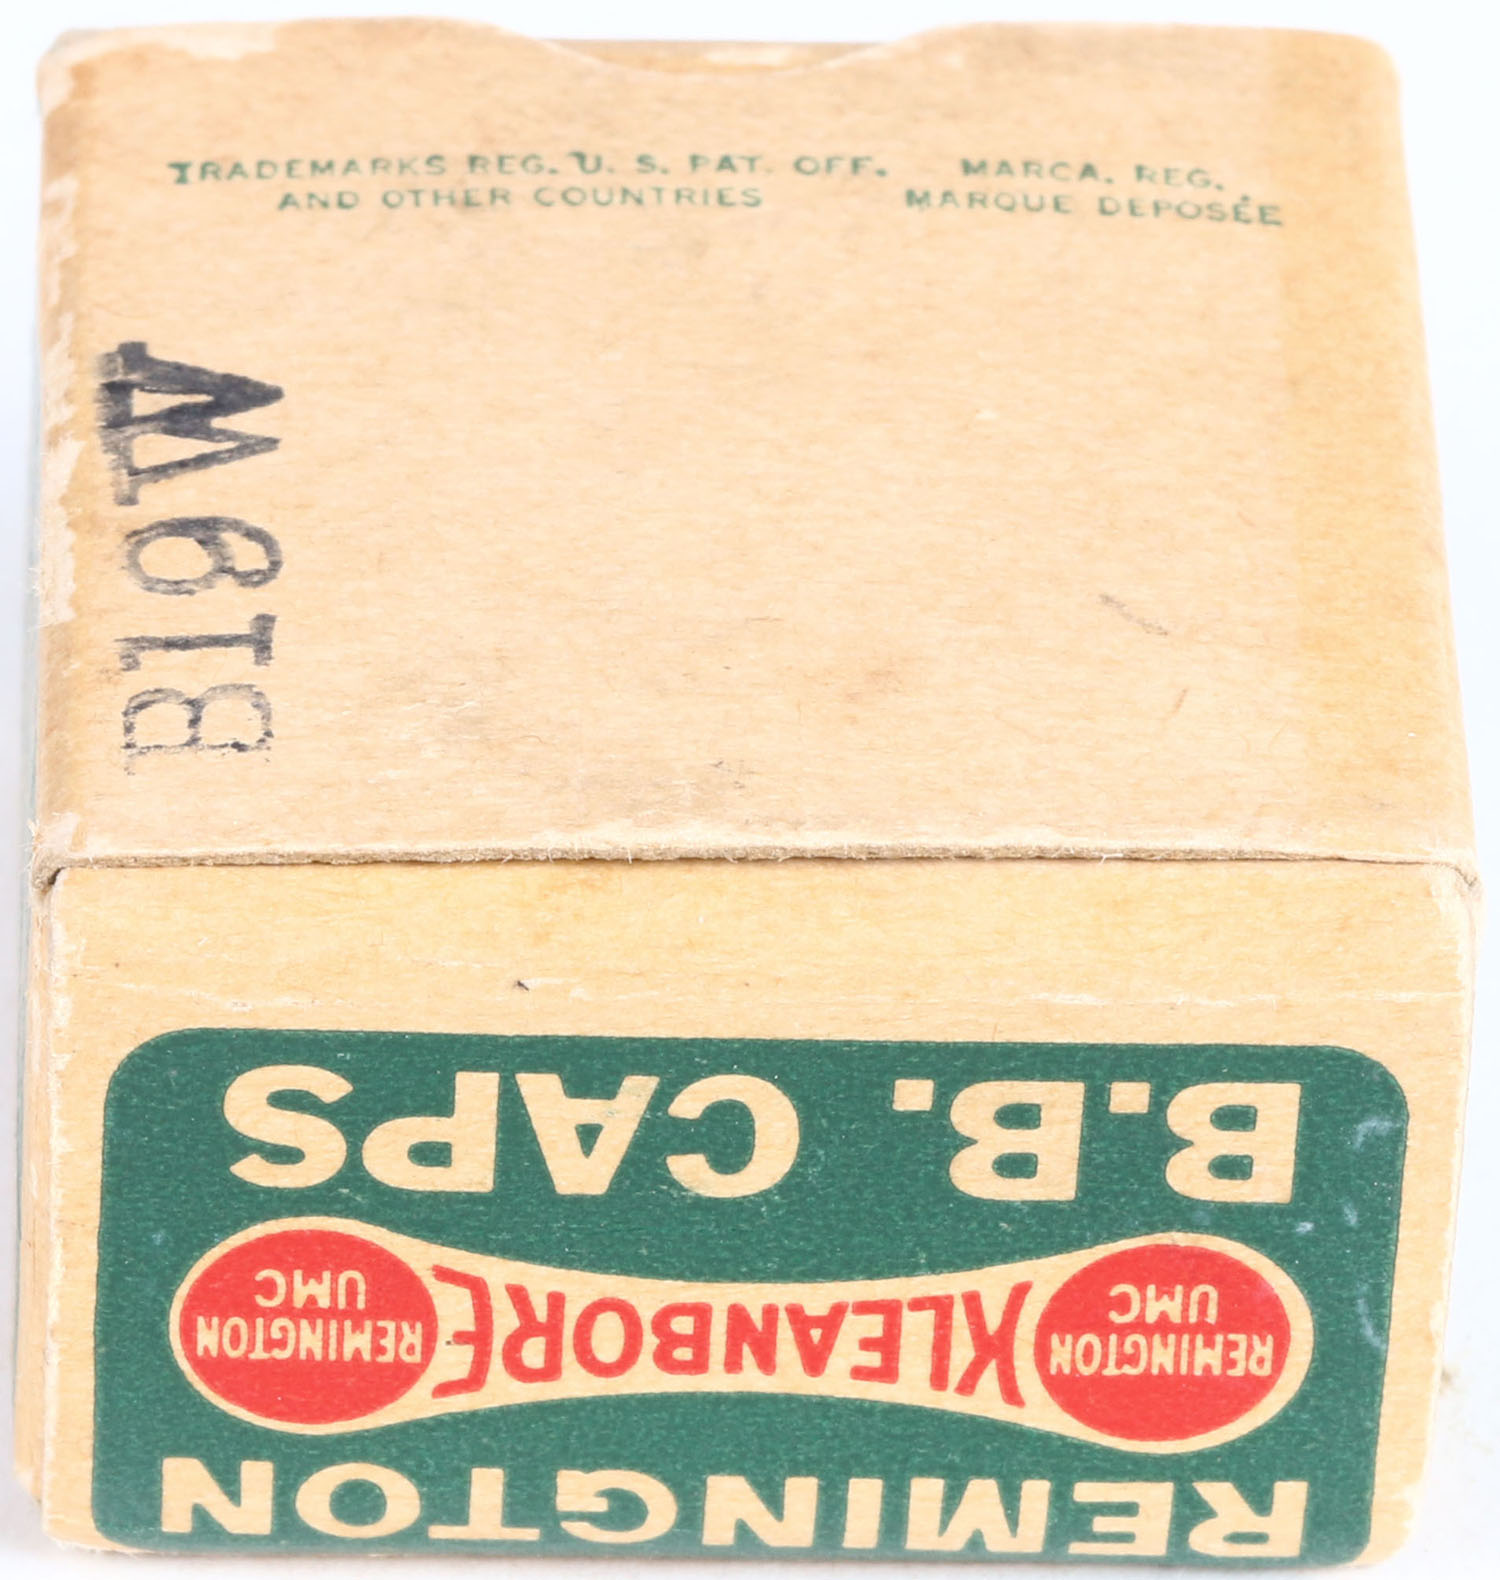 TRADEMARKS REG. U. S. PAT. OFF.
AND OTHER COUNTRIES
MARCA. REG.
MARQUE DEPOSÉE
B19W
REMINGTON
REMINGTON
UMC
KLEANBORE
REMINGTON
UMC
B.B. CAPS